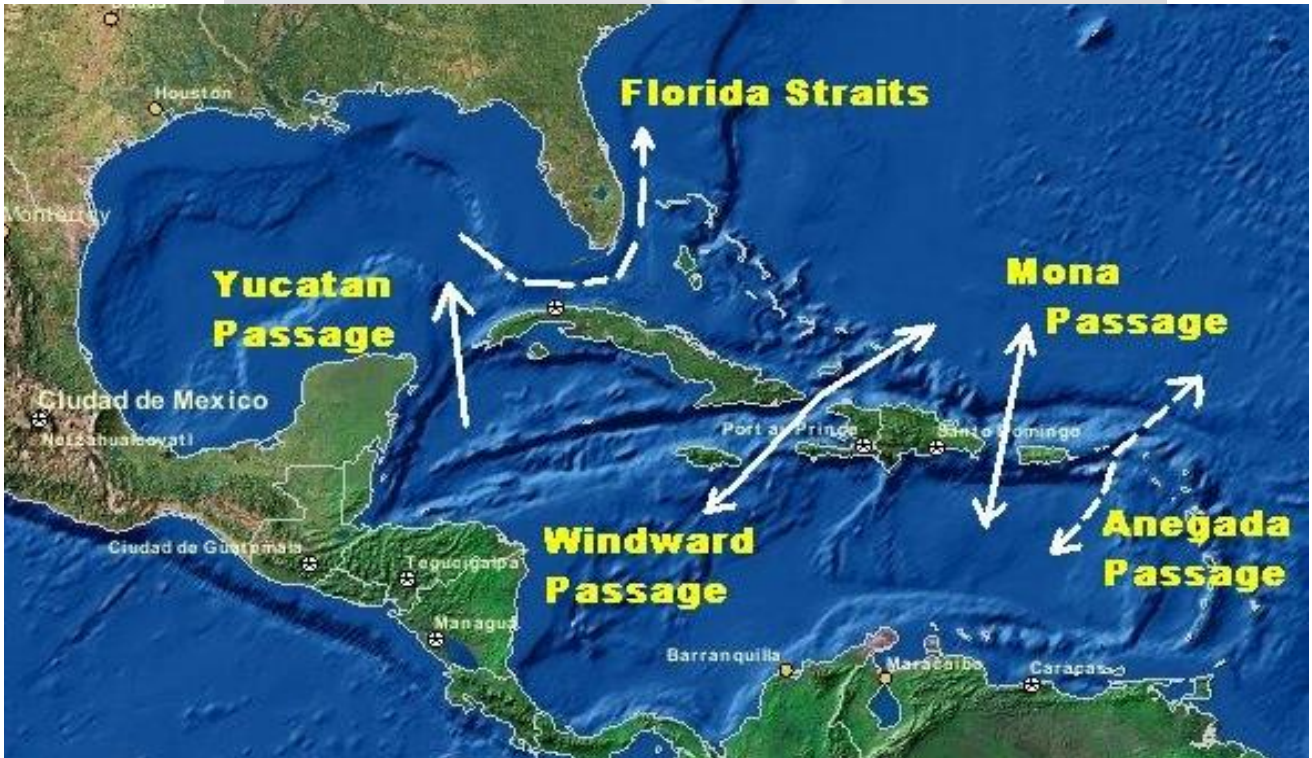 Houston
Florida Straits
Monterrey
Yucatan
Passage
Mona
Passage
Ciudad de Mexico
Netzahualcoyatl
Port au Prince
Santo Domingo
Windward
Passage
Anegada
Passage
Ciudad de Guatemala
Tegucigalpa
Managua
Barranquilla
Maracaibo
Caracas